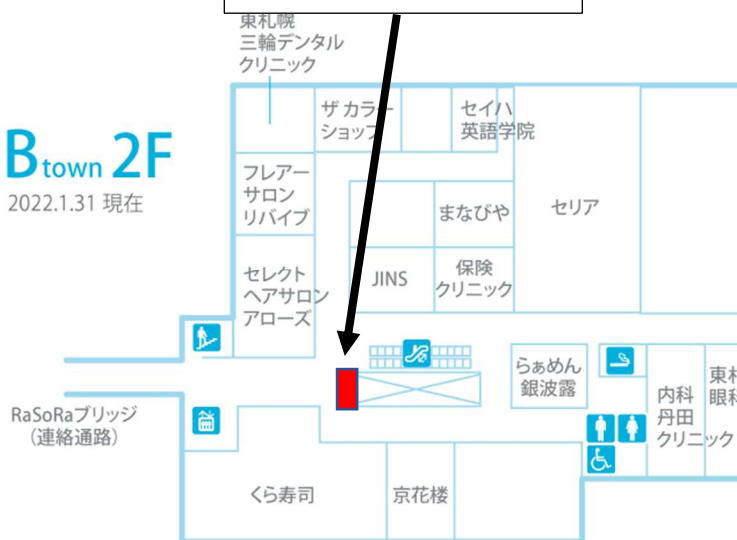 東札幌
三輪デンタル
クリニック
B town 2F
2022.1.31 現在
ザ カラー
ショップ
セイハ
英語学院
フレアー
サロン
リバイブ
まなびや
セリア
セレクト
ヘアサロン
アローズ
JINS
保険
クリニック
らぁめん
銀波露
内科
丹田
クリニック
東札
眼科
RaSoRaブリッジ
(連絡通路)
くら寿司
京花楼